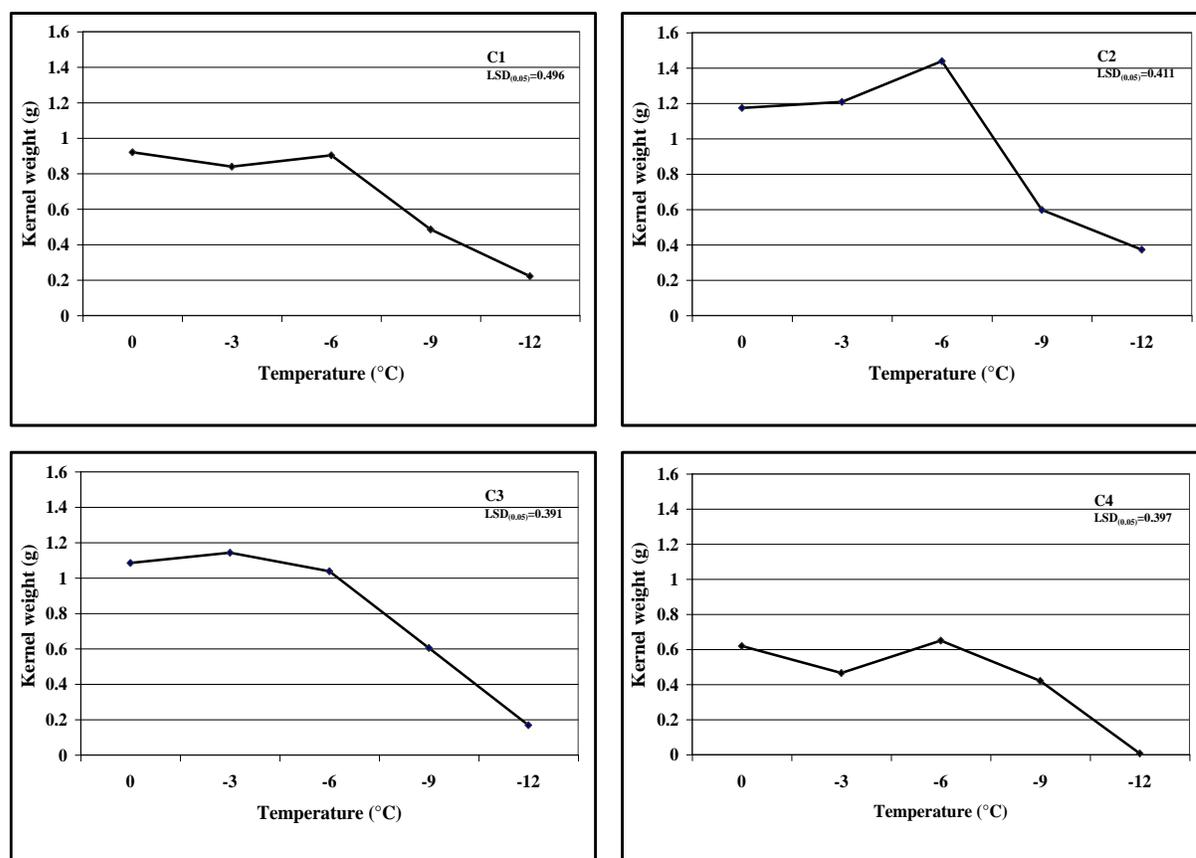 C1
LSD(0.05)=0.496
Kernel weight (g)
1.6
1.4
1.2
1
0.8
0.6
0.4
0.2
0
0 -3 -6 -9 -12
Temperature (°C)
C2
LSD(0.05)=0.411
Kernel weight (g)
1.6
1.4
1.2
1
0.8
0.6
0.4
0.2
0
0 -3 -6 -9 -12
Temperature (°C)
C3
LSD(0.05)=0.391
Kernel weight (g)
1.6
1.4
1.2
1
0.8
0.6
0.4
0.2
0
0 -3 -6 -9 -12
Temperature (°C)
C4
LSD(0.05)=0.397
Kernel weight (g)
1.6
1.4
1.2
1
0.8
0.6
0.4
0.2
0
0 -3 -6 -9 -12
Temperature (°C)